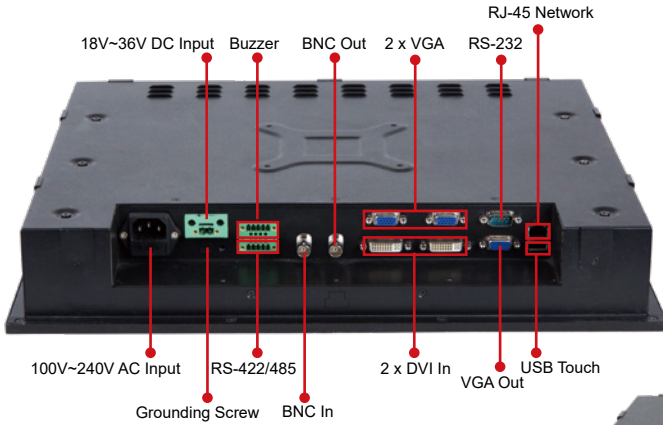 RJ-45 Network
18V~36V DC Input
Buzzer
BNC Out
2 x VGA
RS-232
100V~240V AC Input
RS-422/485
2 x DVI In
USB Touch
VGA Out
Grounding Screw
BNC In